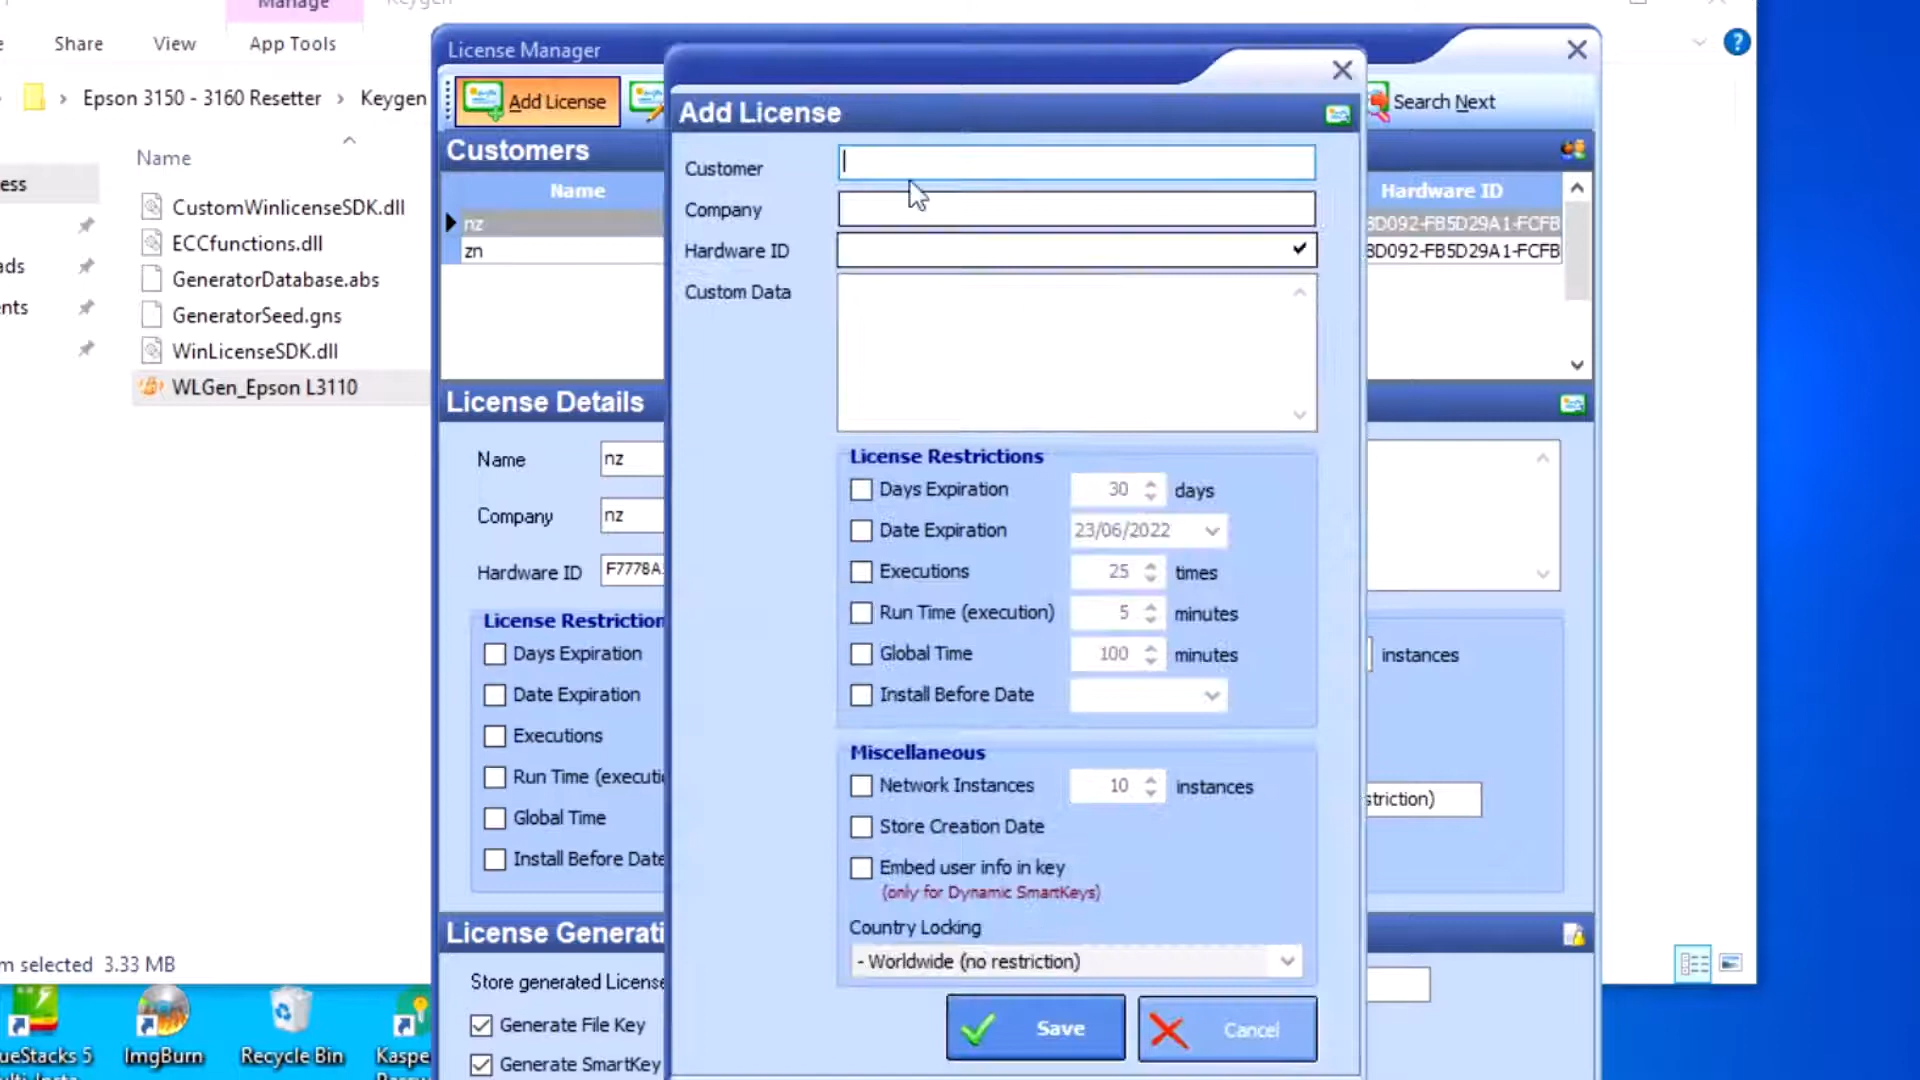 Manage
Keygen
Share
View
App Tools
Epson 3150 - 3160 Resetter
Keygen
Name
CustomWinlicenseSDK.dll
ECCfunctions.dll
GeneratorDatabase.abs
GeneratorSeed.gns
WinLicenseSDK.dll
WLGen_Epson L3110
ess
ads
ents
m selected 3.33 MB
License Manager
Add License
Search Next
Customers
Name
Hardware ID
nz
8D092-FB5D29A1-FCFB
zn
8D092-FB5D29A1-FCFB
License Details
Name
nz
Company
nz
Hardware ID
F7778A
License Restriction
Days Expiration
Date Expiration
Executions
Run Time (executi
Global Time
Install Before Date
instances
striction)
License Generati
Store generated License
Generate File Key
Generate SmartKey
Add License
Customer
Company
Hardware ID
Custom Data
License Restrictions
Days Expiration 30 days
Date Expiration 23/06/2022
Executions 25 times
Run Time (execution) 5 minutes
Global Time 100 minutes
Install Before Date
Miscellaneous
Network Instances 10 instances
Store Creation Date
Embed user info in key
(only for Dynamic SmartKeys)
Country Locking
- Worldwide (no restriction)
Save
Cancel
ueStacks 5
ImgBurn
Recycle Bin
Kaspe